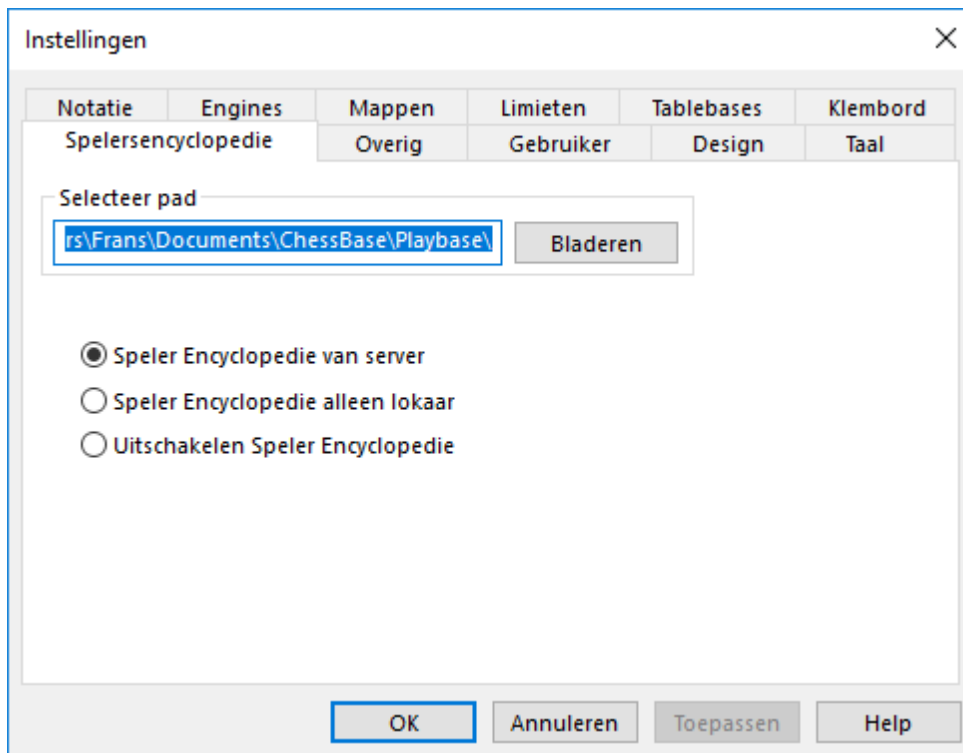 Instellingen
Notatie Engines Mappen Limieten Tablebases Klembord
Spelersencyclopedie Overig Gebruiker Design Taal
Selecteer pad
rs\Frans\Documents\ChessBase\Playbase\ Bladeren
Speler Encyclopedie van server
Speler Encyclopedie alleen lokaar
Uitschakelen Speler Encyclopedie
OK Annuleren Toepassen Help